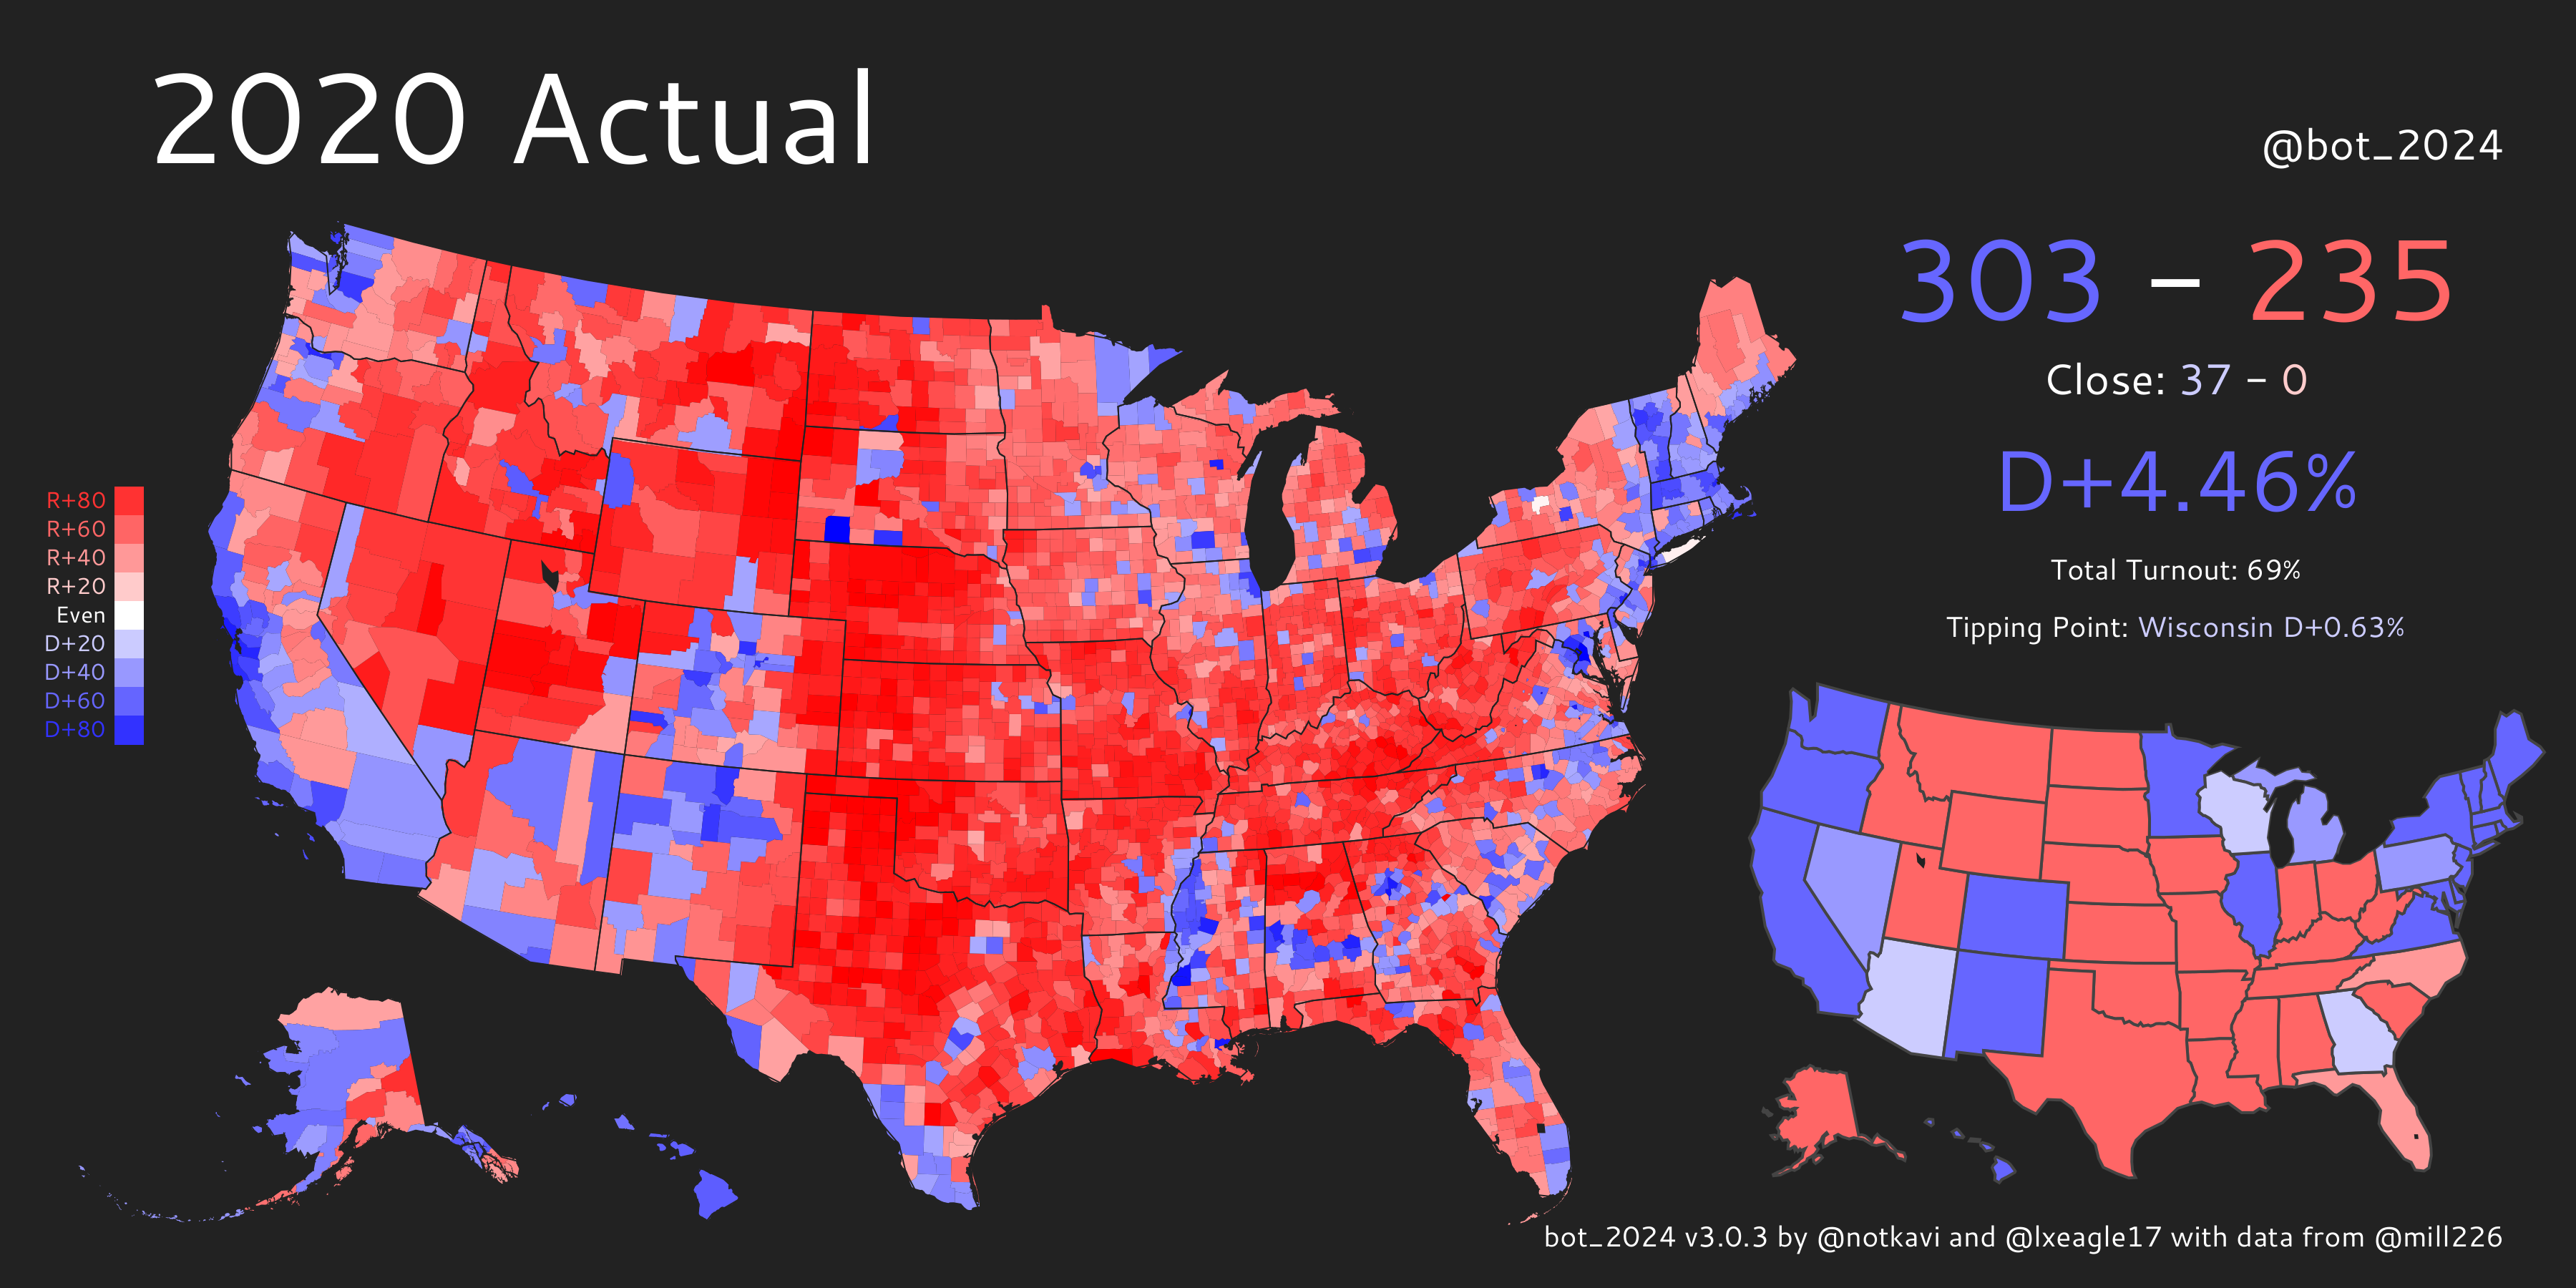 2020 Actual
@bot_2024
303 – 235
Close: 37 – 0
D+4.46%
Total Turnout: 69%
Tipping Point: Wisconsin D+0.63%
R+80
R+60
R+40
R+20
Even
D+20
D+40
D+60
D+80
bot_2024 v3.0.3 by @notkavi and @lxeagle17 with data from @mill226